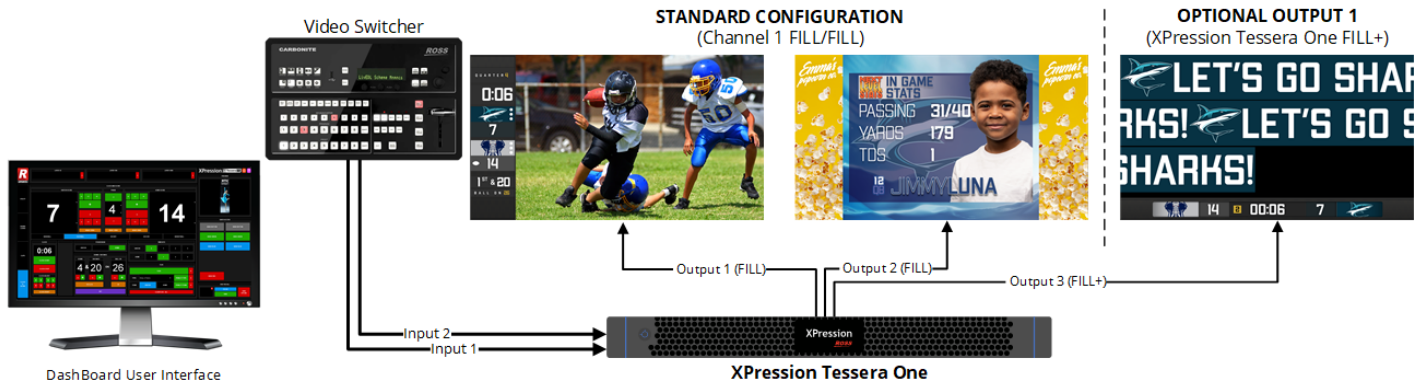 Video Switcher
CARBONITE
ROSS
STANDARD CONFIGURATION
(Channel 1 FILL/FILL)
OPTIONAL OUTPUT 1
(XPression Tessera One FILL+)
QUARTER
0:06
7
14
1ST & 20
BALL ON
50
Emma's
IN GAME
STATS
PASSING 31/40
YARDS 179
TDS 1
12
JIMMYLUNA
Emma's
LET'S GO SHAR
RKS! LET'S GO S
SHARKS!
14 00:06 7
R
XPression
7
4
14
0:06
4 & 20 26
Output 1 (FILL)
Output 2 (FILL)
Output 3 (FILL+)
Input 2
Input 1
XPression
ROSS
DashBoard User Interface
XPression Tessera One